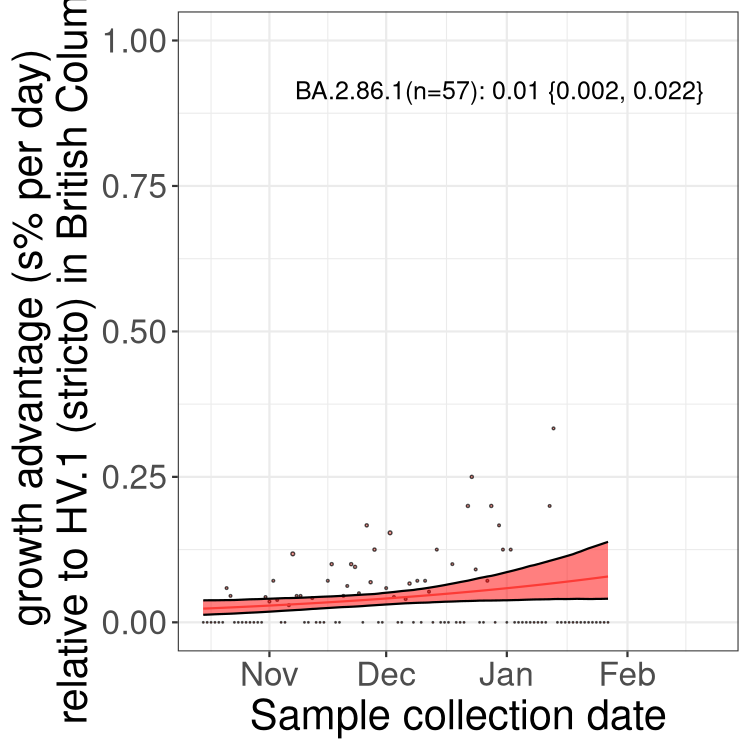 growth advantage (s% per day)
relative to HV.1 (stricto) in British Colum
1.00
0.75
0.50
0.25
0.00
BA.2.86.1(n=57): 0.01 {0.002, 0.022}
Nov Dec Jan Feb
Sample collection date